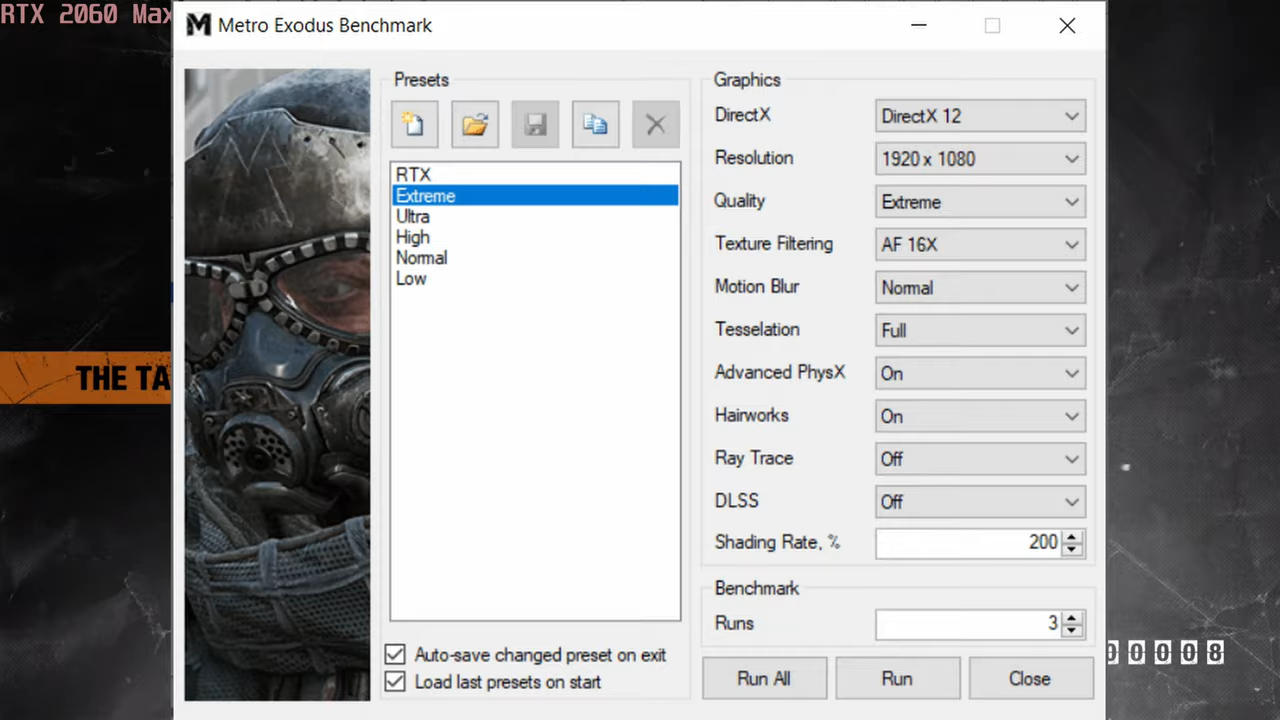 RTX 2060 Max
Metro Exodus Benchmark
Presets
RTX
Extreme
Ultra
High
Normal
Low
Auto-save changed preset on exit
Load last presets on start
Graphics
DirectX DirectX 12
Resolution 1920 x 1080
Quality Extreme
Texture Filtering AF 16X
Motion Blur Normal
Tesselation Full
Advanced PhysX On
Hairworks On
Ray Trace Off
DLSS Off
Shading Rate, % 200
Benchmark
Runs 3
Run All Run Close
THE TA
00008